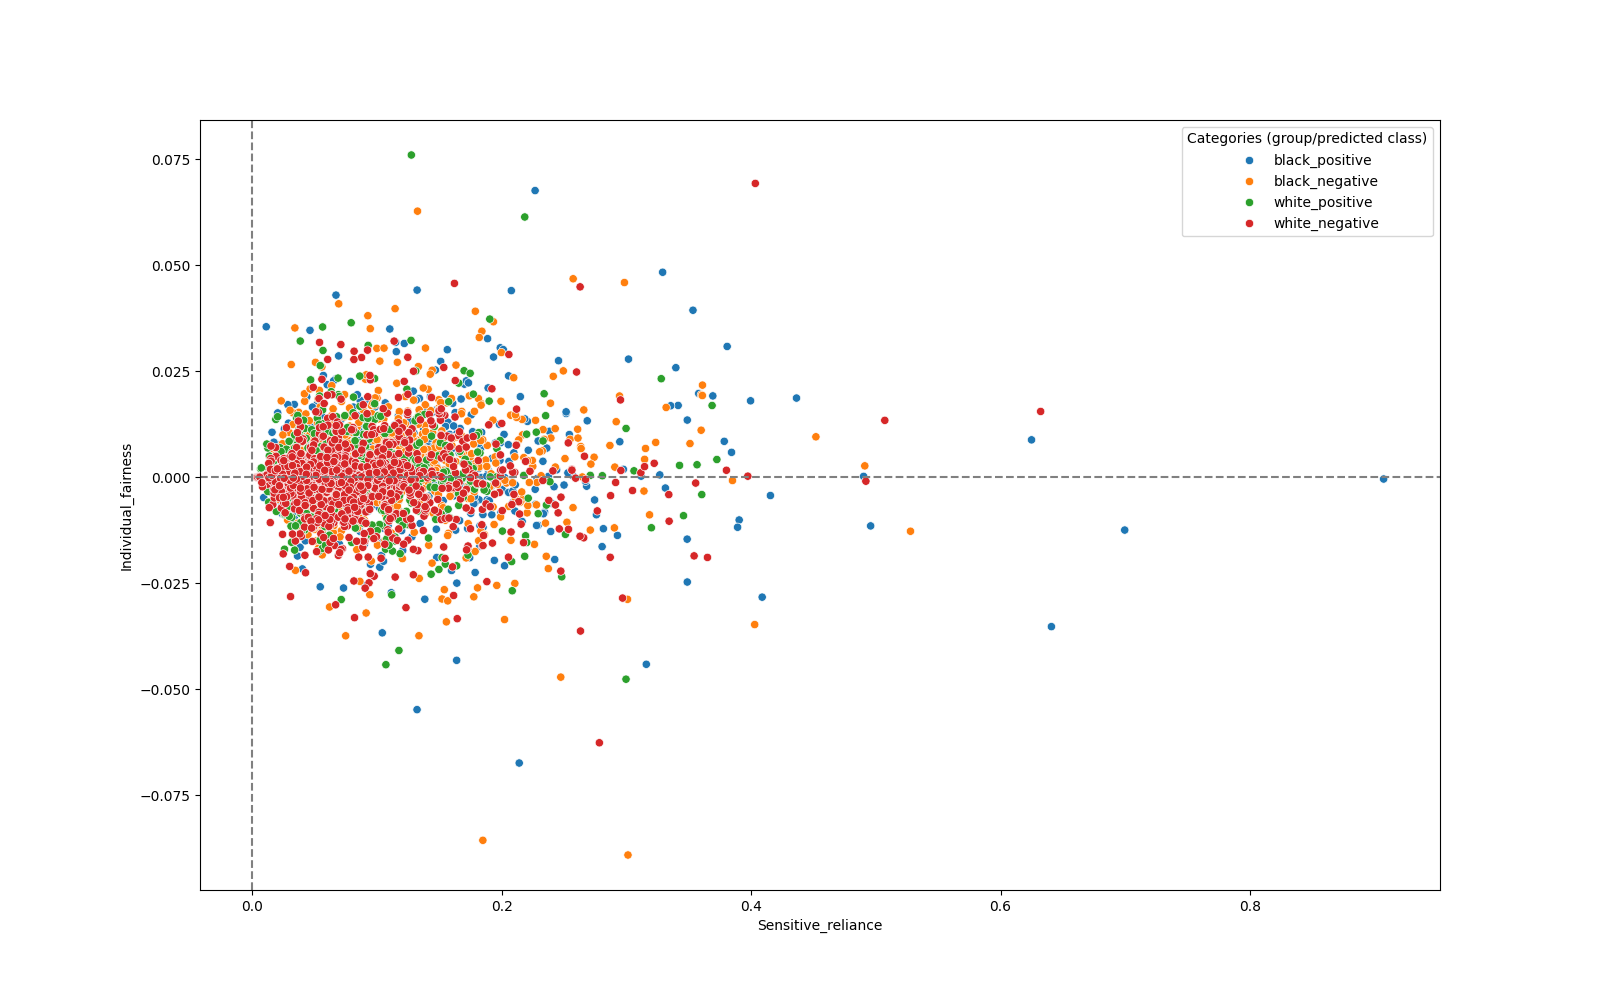 Categories (group/predicted class)
black_positive
black_negative
white_positive
white_negative
0.075
0.050
0.025
0.000
−0.025
−0.050
−0.075
Individual_fairness
0.0 0.2 0.4 0.6 0.8
Sensitive_reliance